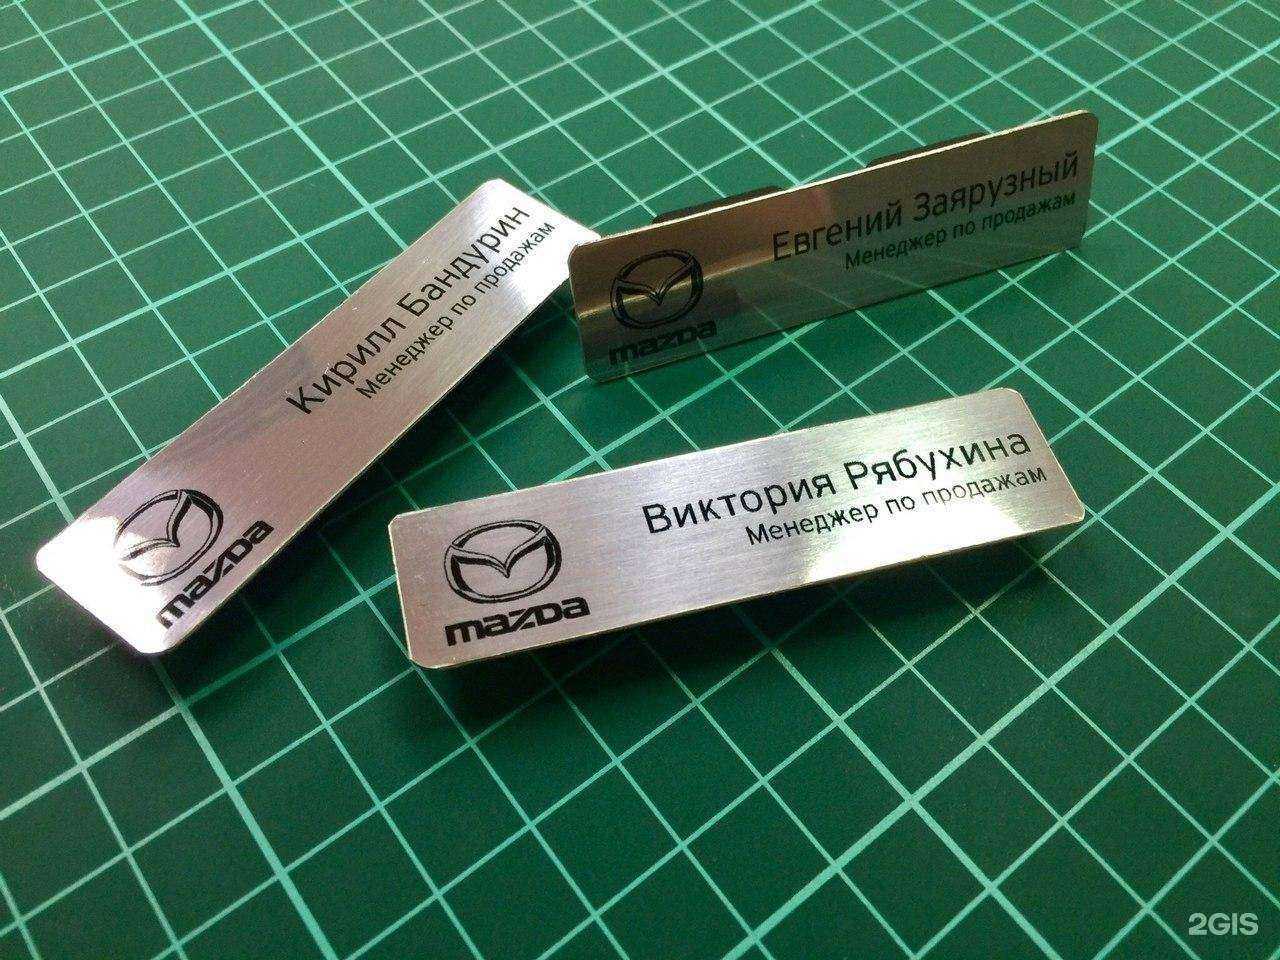 Кирилл Бандурин
Менеджер по продажам
mazda
Евгений Заярузный
Менеджер по продажам
mazda
Виктория Рябухина
Менеджер по продажам
mazda
2GIS